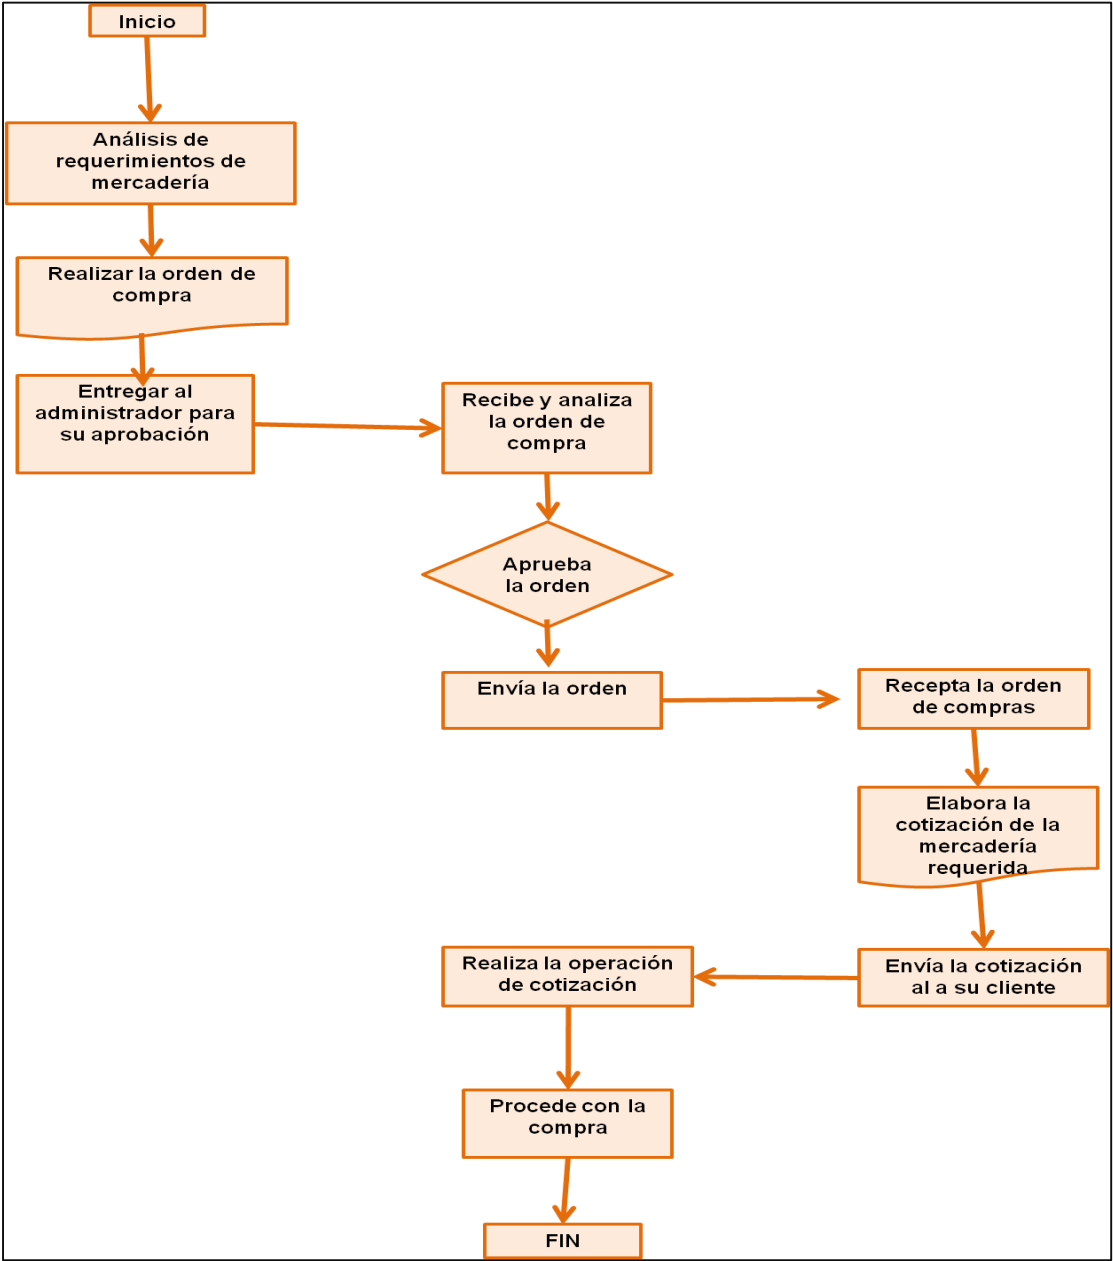 Inicio
Análisis de
requerimientos de
mercadería
Realizar la orden de
compra
Entregar al
administrador para
su aprobación
Recibe y analiza
la orden de
compra
Aprueba
la orden
Envía la orden
Recepta la orden
de compras
Elabora la
cotización de la
mercadería
requerida
Envía la cotización
al a su cliente
Realiza la operación
de cotización
Procede con la
compra
FIN